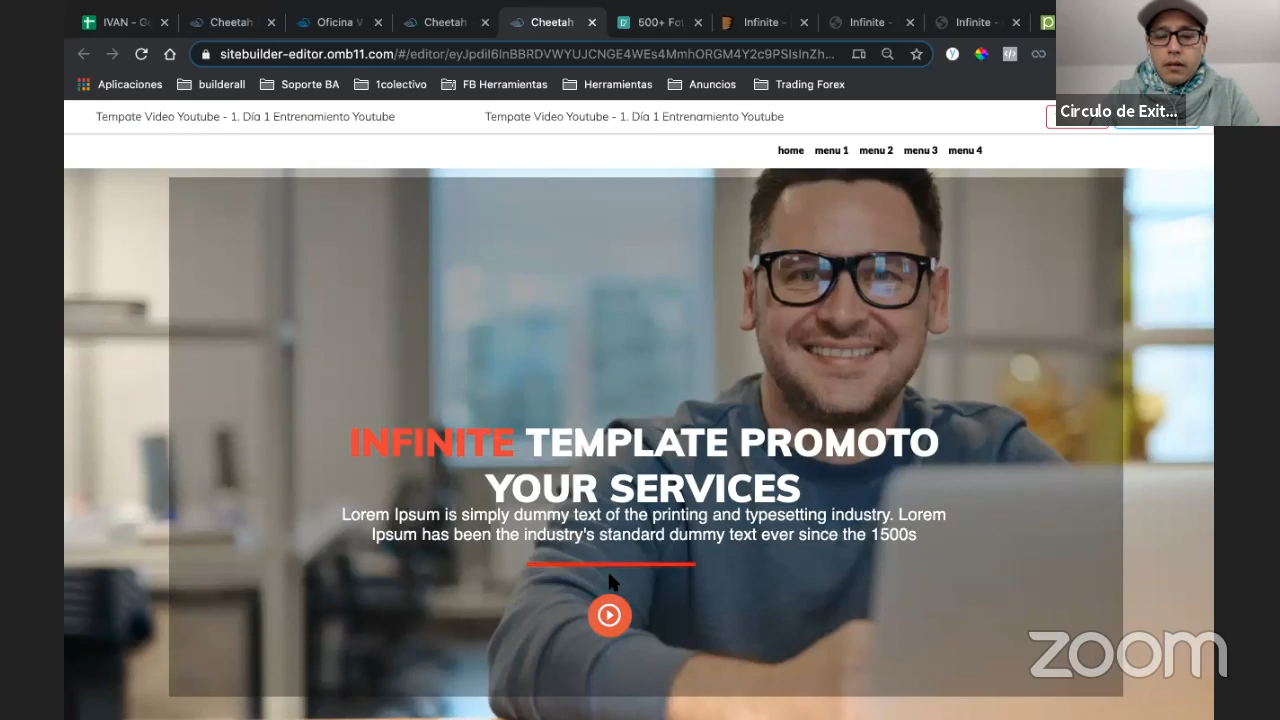 IVAN - G
Cheetah
Oficina V
Cheetah
Cheetah
500+ Fot
Infinite -
Infinite -
Infinite -
sitebuilder-editor.omb11.com/#/editor/
Aplicaciones
builderall
Soporte BA
1colectivo
FB Herramientas
Herramientas
Anuncios
Trading Forex
Circulo de Exit...
Tempate Video Youtube - 1. Día 1 Entrenamiento Youtube
Tempate Video Youtube - 1. Día 1 Entrenamiento Youtube
home menu 1 menu 2 menu 3 menu 4
INFINITE TEMPLATE PROMOTO
YOUR SERVICES
Lorem Ipsum is simply dummy text of the printing and typesetting industry. Lorem
Ipsum has been the industry's standard dummy text ever since the 1500s
zoom